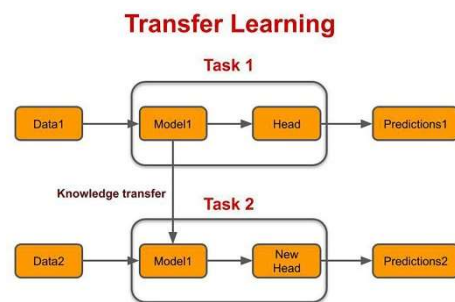 Transfer Learning
Task 1
Data1
Model1
Head
Predictions1
Knowledge transfer
Task 2
Data2
Model1
New
Head
Predictions2